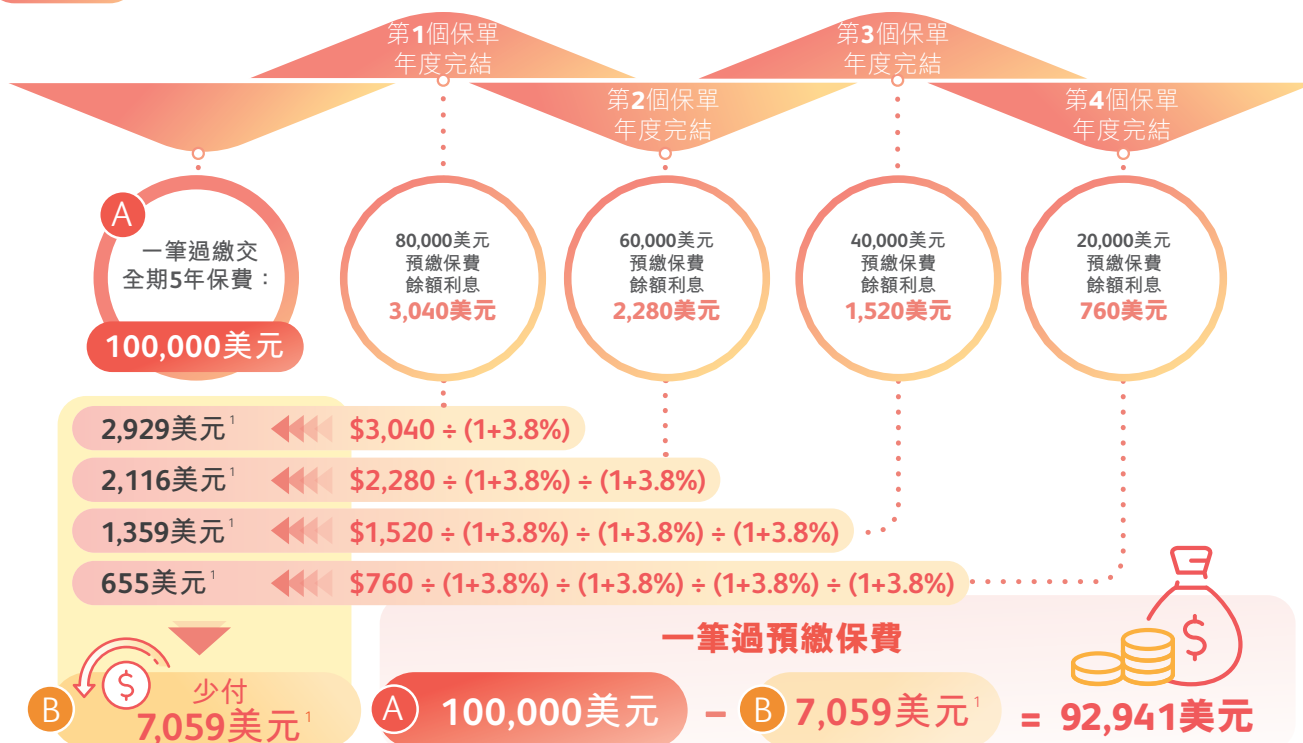 第1個保單
年度完結
第3個保單
年度完結
第2個保單
年度完結
第4個保單
年度完結
A
一筆過繳交
全期5年保費：
100,000美元
80,000美元
預繳保費
餘額利息
3,040美元
60,000美元
預繳保費
餘額利息
2,280美元
40,000美元
預繳保費
餘額利息
1,520美元
20,000美元
預繳保費
餘額利息
760美元
2,929美元¹ $3,040 ÷ (1+3.8%)
2,116美元¹ $2,280 ÷ (1+3.8%) ÷ (1+3.8%)
1,359美元¹ $1,520 ÷ (1+3.8%) ÷ (1+3.8%) ÷ (1+3.8%)
655美元¹ $760 ÷ (1+3.8%) ÷ (1+3.8%) ÷ (1+3.8%) ÷ (1+3.8%)
$
B
少付
7,059美元¹
一筆過預繳保費
A 100,000美元 – B 7,059美元¹ = 92,941美元
$